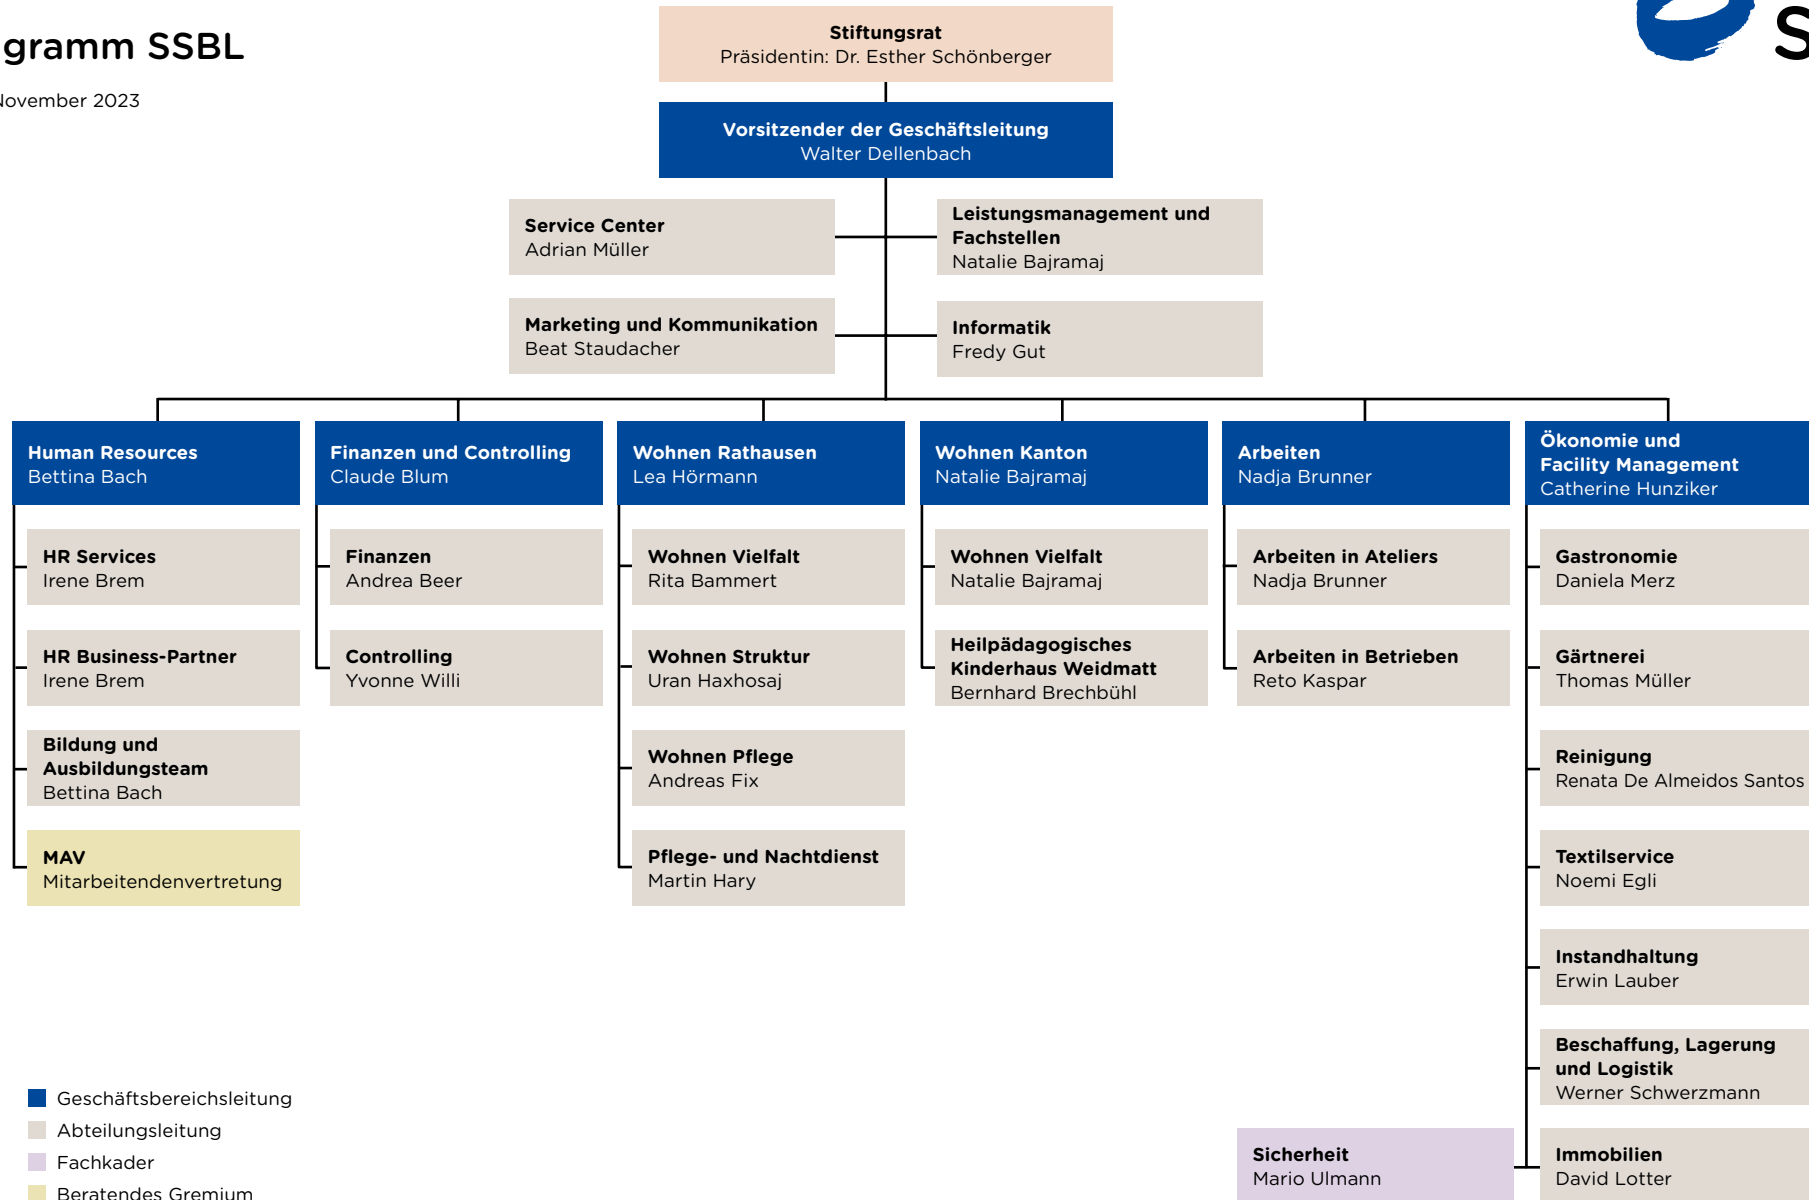 gramm SSBL
November 2023
Stiftungsrat
Präsidentin: Dr. Esther Schönberger
Vorsitzender der Geschäftsleitung
Walter Dellenbach
Service Center
Adrian Müller
Leistungsmanagement und
Fachstellen
Natalie Bajramaj
Marketing und Kommunikation
Beat Staudacher
Informatik
Fredy Gut
Human Resources
Bettina Bach
HR Services
Irene Brem
HR Business-Partner
Irene Brem
Bildung und
Ausbildungsteam
Bettina Bach
MAV
Mitarbeitendenvertretung
Finanzen und Controlling
Claude Blum
Finanzen
Andrea Beer
Controlling
Yvonne Willi
Wohnen Rathausen
Lea Hörmann
Wohnen Vielfalt
Rita Bammert
Wohnen Struktur
Uran Haxhosaj
Wohnen Pflege
Andreas Fix
Pflege- und Nachtdienst
Martin Hary
Wohnen Kanton
Natalie Bajramaj
Wohnen Vielfalt
Natalie Bajramaj
Heilpädagogisches
Kinderhaus Weidmatt
Bernhard Brechbühl
Arbeiten
Nadja Brunner
Arbeiten in Ateliers
Nadja Brunner
Arbeiten in Betrieben
Reto Kaspar
Ökonomie und
Facility Management
Catherine Hunziker
Gastronomie
Daniela Merz
Gärtnerei
Thomas Müller
Reinigung
Renata De Almeidos Santos
Textilservice
Noemi Egli
Instandhaltung
Erwin Lauber
Beschaffung, Lagerung
und Logistik
Werner Schwerzmann
Sicherheit
Mario Ulmann
Immobilien
David Lotter
Geschäftsbereichsleitung
Abteilungsleitung
Fachkader
Beratendes Gremium